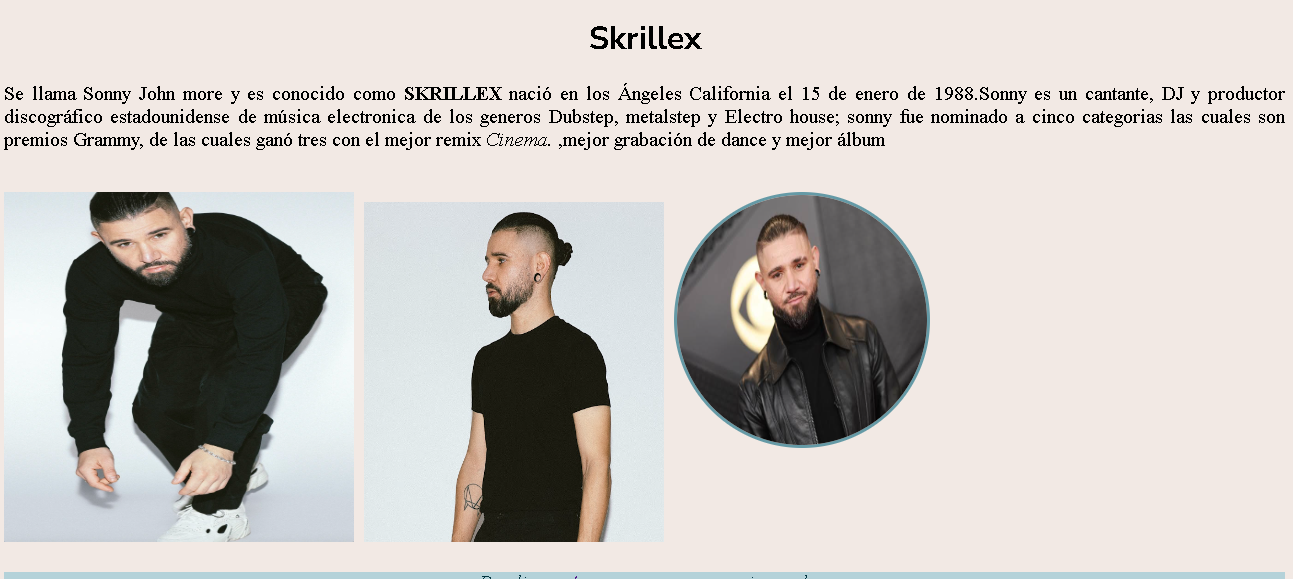 Skrillex
Se llama Sonny John more y es conocido como SKRILLEX nació en los Ángeles California el 15 de enero de 1988.Sonny es un cantante, DJ y productor
discográfico estadounidense de música electronica de los generos Dubstep, metalstep y Electro house; sonny fue nominado a cinco categorias las cuales son
premios Grammy, de las cuales ganó tres con el mejor remix Cinema. ,mejor grabación de dance y mejor álbum